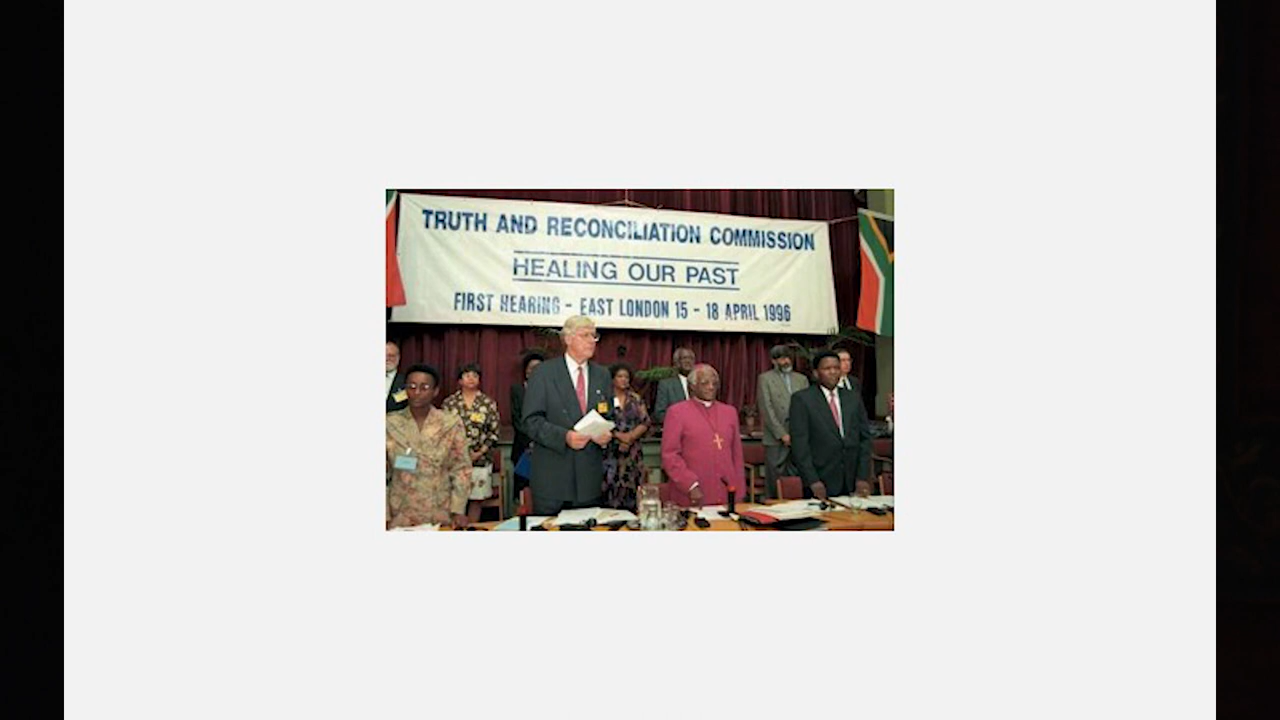 TRUTH AND RECONCILIATION COMMISSION
HEALING OUR PAST
FIRST HEARING - EAST LONDON 15 - 18 APRIL 1996